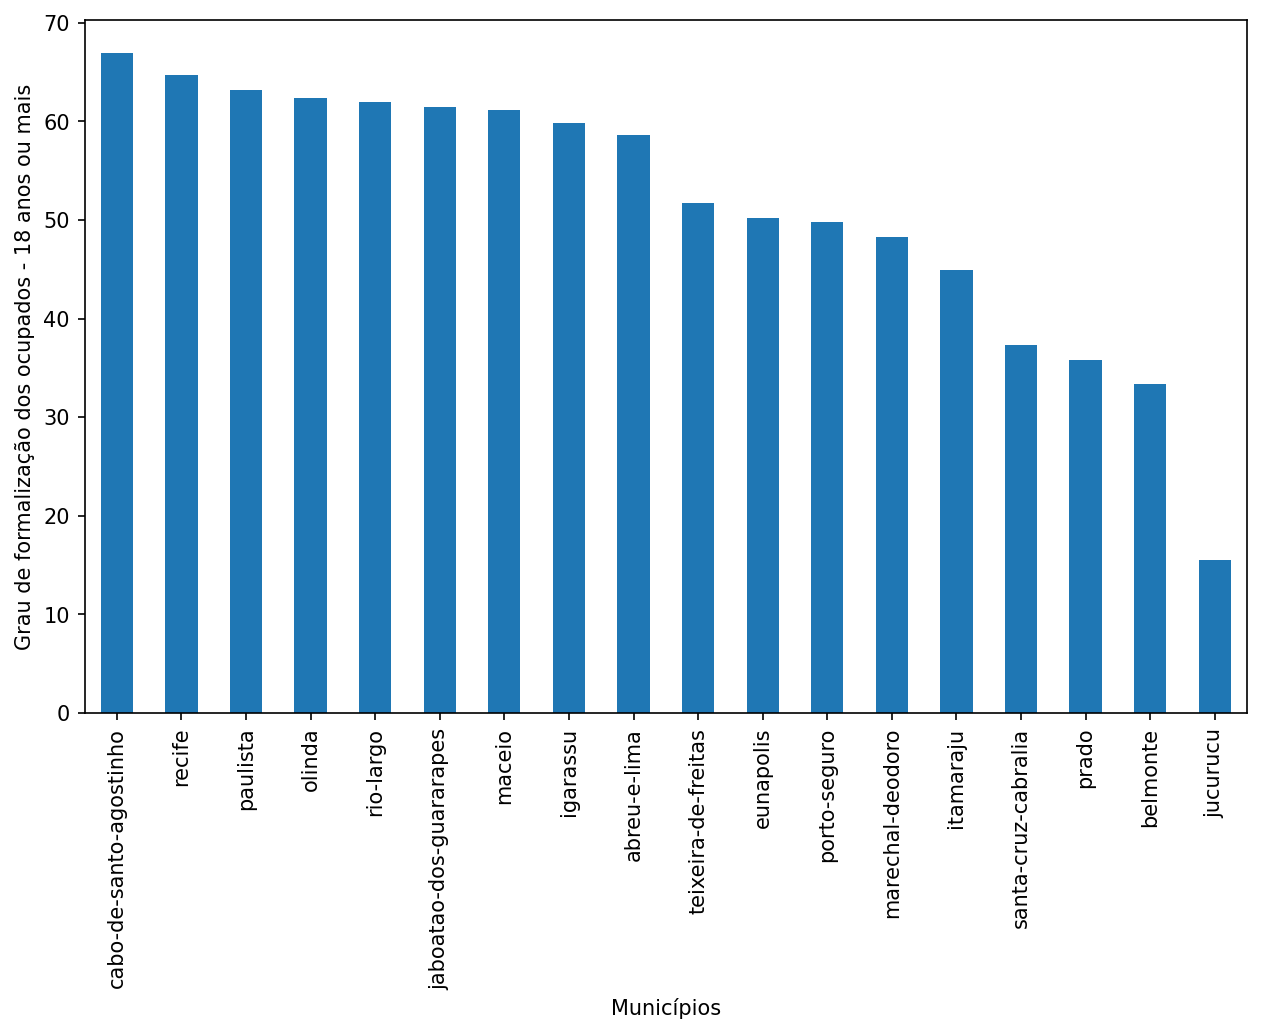 Grau de formalização dos ocupados - 18 anos ou mais
70
60
50
40
30
20
10
0
cabo-de-santo-agostinho
recife
paulista
olinda
rio-largo
jaboatao-dos-guararapes
maceio
igarassu
abreu-e-lima
teixeira-de-freitas
eunapolis
porto-seguro
marechal-deodoro
itamaraju
santa-cruz-cabralia
prado
belmonte
jucurucu
Municípios